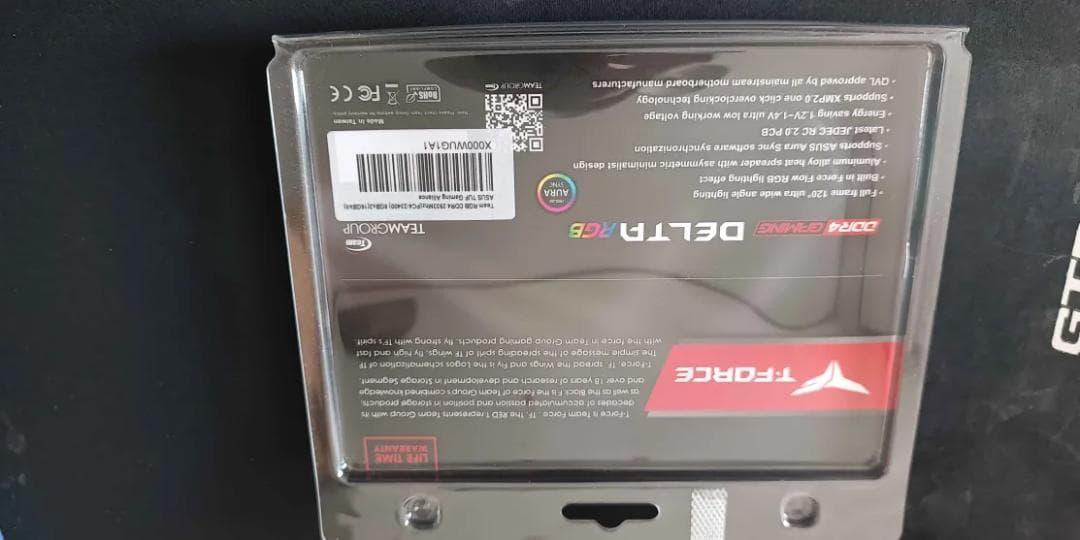 LIFE TIME
WARRANTY
T-FORCE
T-Force is Team Force . "TF", the RED T represents Team Group with its
decades of accumulated passion and position in storage products,
as well as the Black F is the Force of Team Group's combined knowledge
and over 18 years of research and development in Storage Segment.
T-Force, TF, spread the Wings and fly is the Logos schematization of TF
The simple message of the spreading spirit of TF wings, fly high and fast
with the force in Team Group gaming products, fly strong with TF's spirit.
DDR4 GAMING
DELTA RGB
Team
TEAMGROUP
• Full frame 120° ultra wide angle lighting
• Built in Force Flow RGB lighting effect
• Aluminum alloy heat spreader with asymmetric minimalist design
• Supports ASUS Aura Sync software synchronization
• Latest JEDEC RC 2.0 PCB
• Energy saving 1.2V~1.4V ultra low working voltage
• Supports XMP2.0 one click overclocking technology
• QVL approved by all mainstream motherboard manufacturers
AURA
SYNC
ASUS TUF Gaming Alliance
X000WUG1A1
Made in Taiwan
TEAMGROUP
RoHS
COMPLIANT
FC CE
GTR